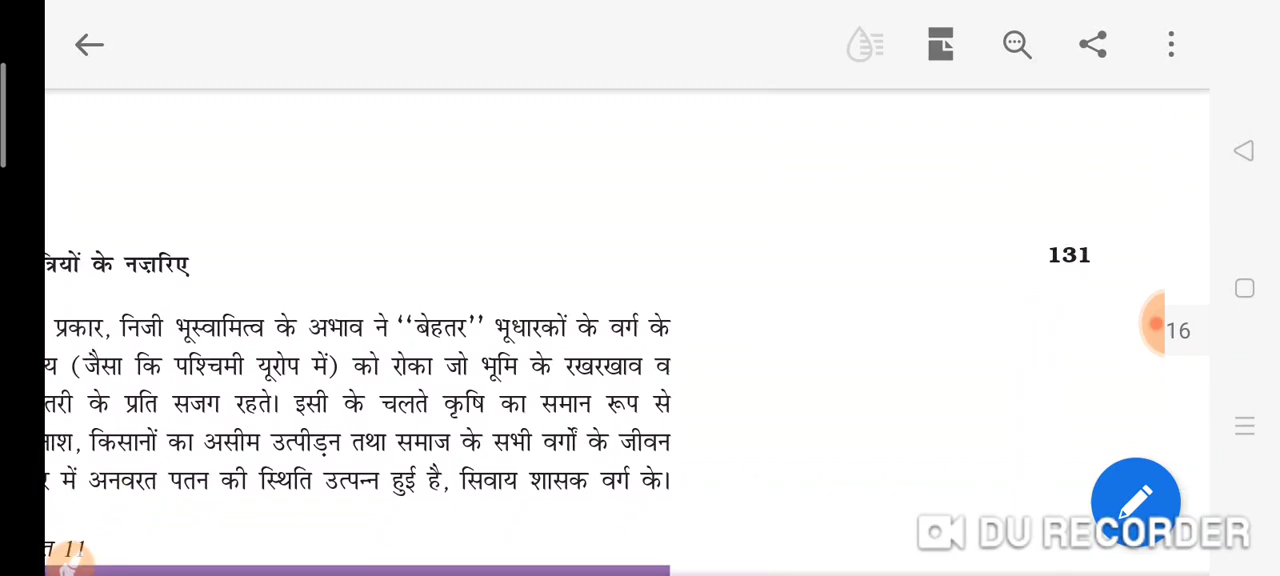 131
त्रियों के नज़रिए
प्रकार, निजी भूस्वामित्व के अभाव ने ‘‘बेहतर’’ भूधारकों के वर्ग के
य (जैसा कि पश्चिमी यूरोप में) को रोका जो भूमि के रखरखाव व
तरी के प्रति सजग रहते। इसी के चलते कृषि का समान रूप से
नाश, किसानों का असीम उत्पीड़न तथा समाज के सभी वर्गों के जीवन
र में अनवरत पतन की स्थिति उत्पन्न हुई है, सिवाय शासक वर्ग के।
16
त 11
DU RECORDER